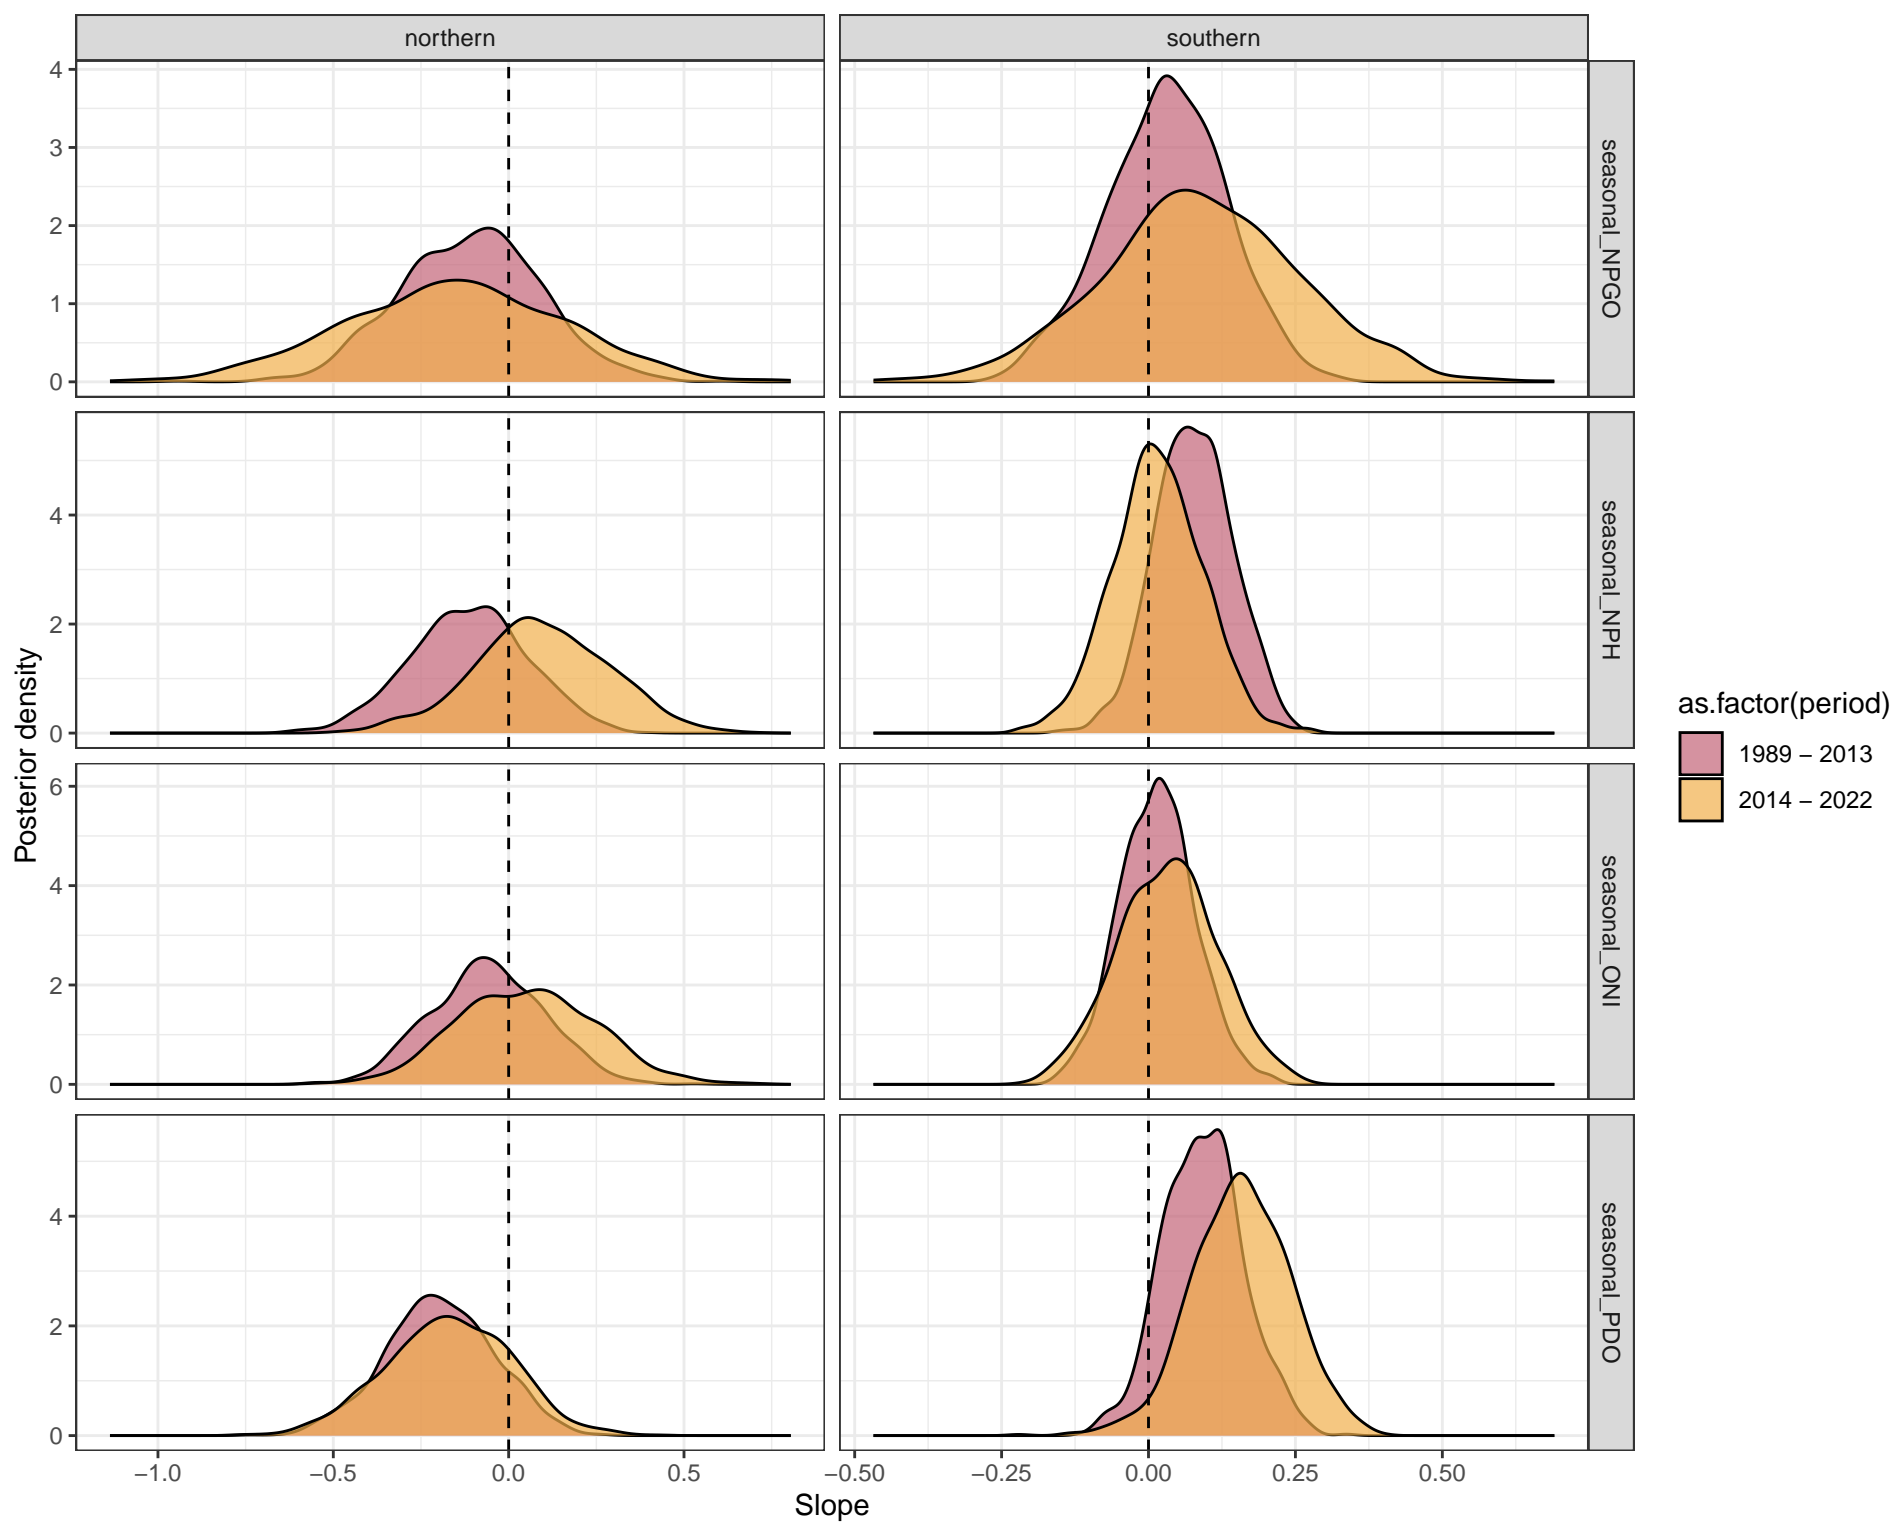 northern
southern
4
3
2
1
0
seasonal_NPGO
4
2
0
seasonal_NPH
6
4
2
0
seasonal_ONI
4
2
0
seasonal_PDO
−1.0
−0.5
0.0
0.5
−0.50
−0.25
0.00
0.25
0.50
Slope
Posterior density
as.factor(period)
1989 − 2013
2014 − 2022